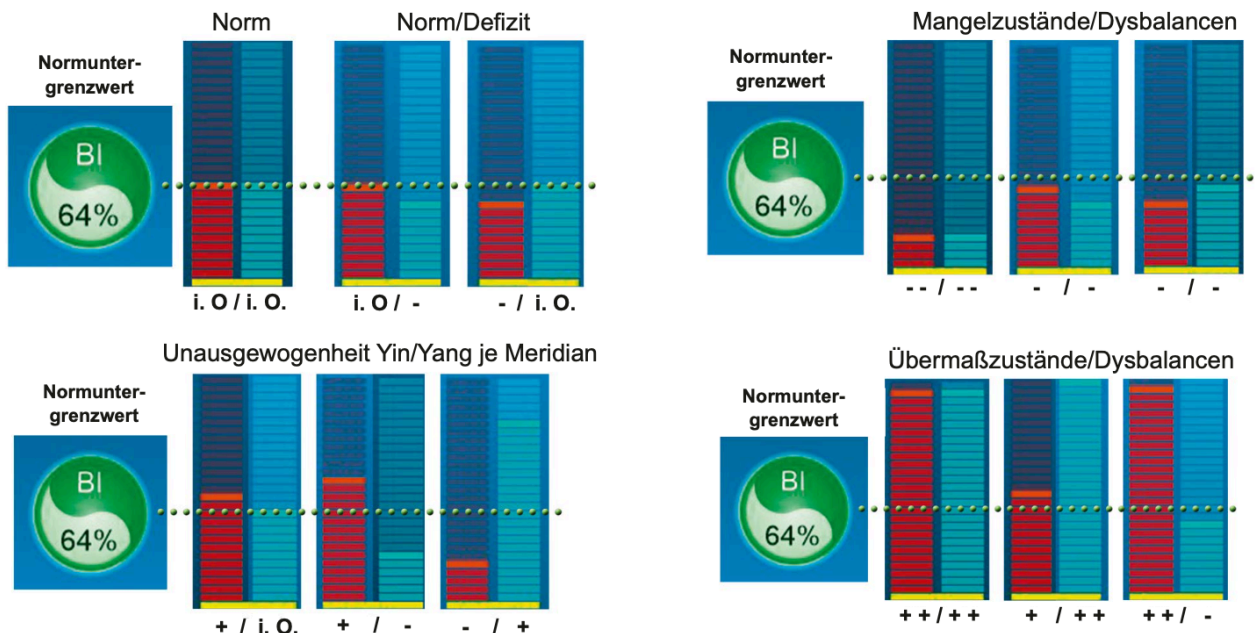 Norm
Norm/Defizit
Normunter-
grenzwert
BI
64%
i. O / i. O.
i. O / -
- / i. O.
Mangelzustände/Dysbalancen
Normunter-
grenzwert
BI
64%
- - / - -
- / -
- / -
Unausgewogenheit Yin/Yang je Meridian
Normunter-
grenzwert
BI
64%
+ / i. O.
+ / -
- / +
Übermaßzustände/Dysbalancen
Normunter-
grenzwert
BI
64%
+ + / + +
+ / + +
+ + / -